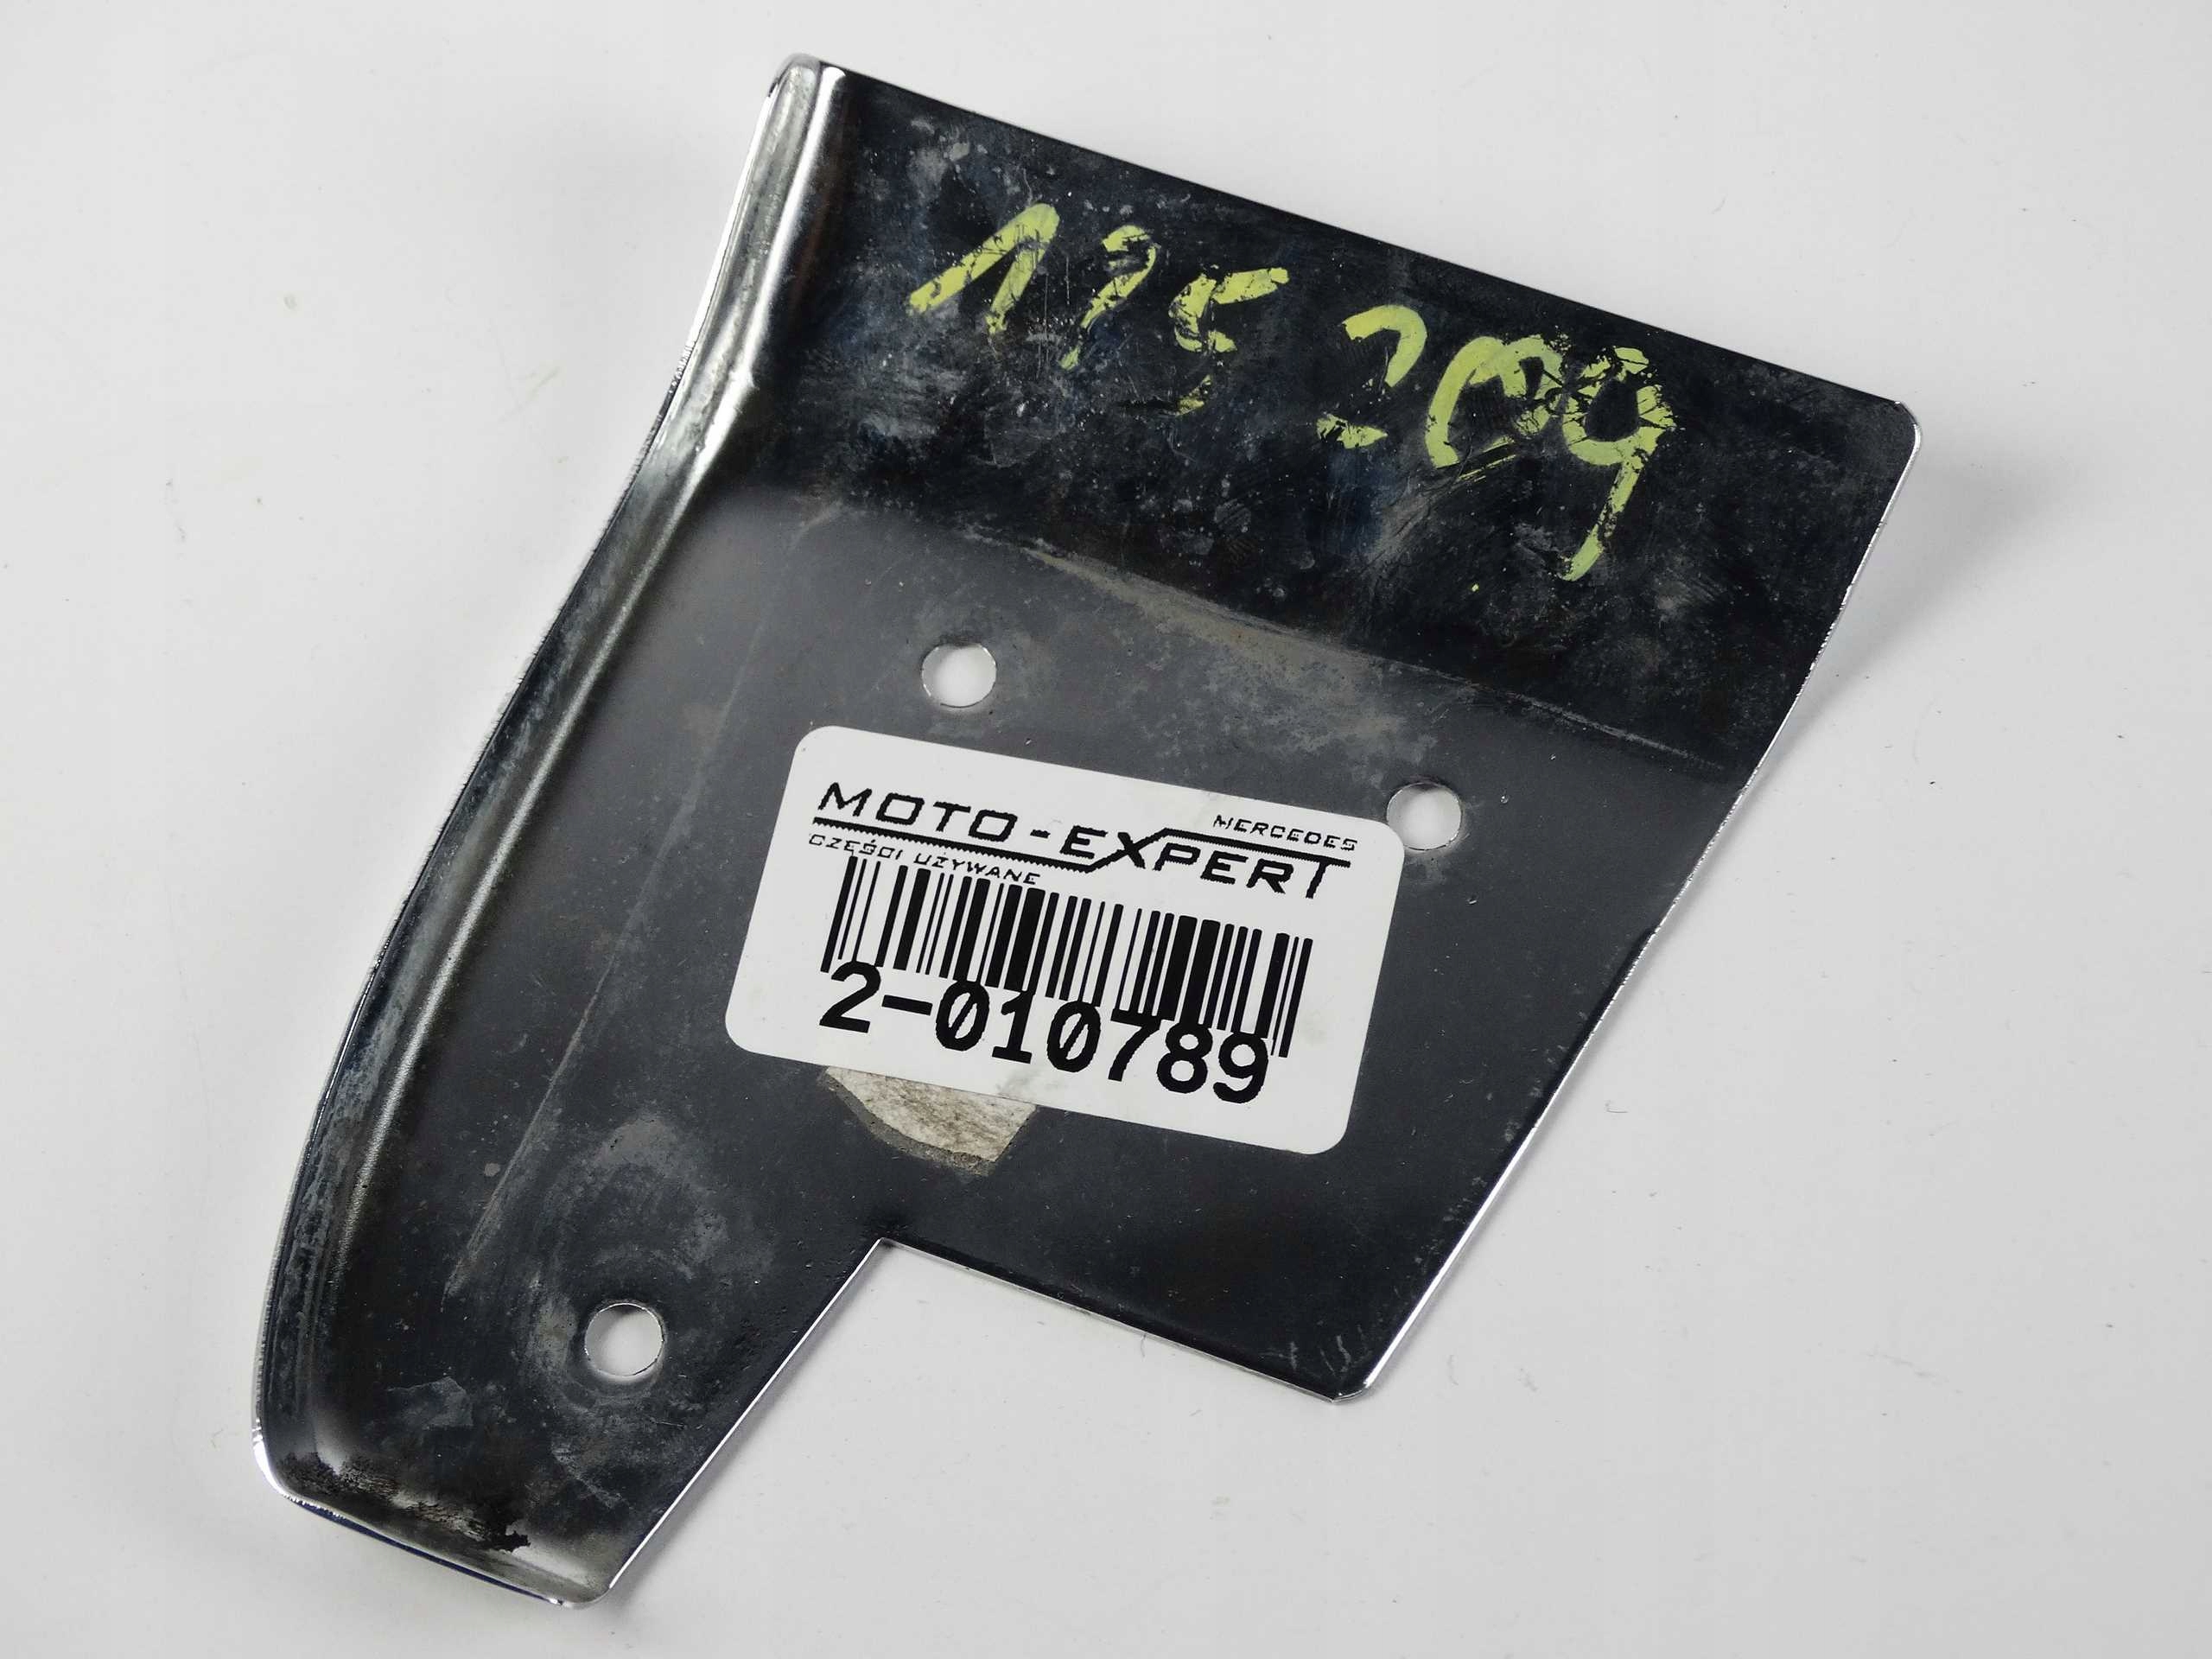 115 209
MOTO-EXPERT
MERCEDES
CZĘŚCI UŻYWANE
2-010789